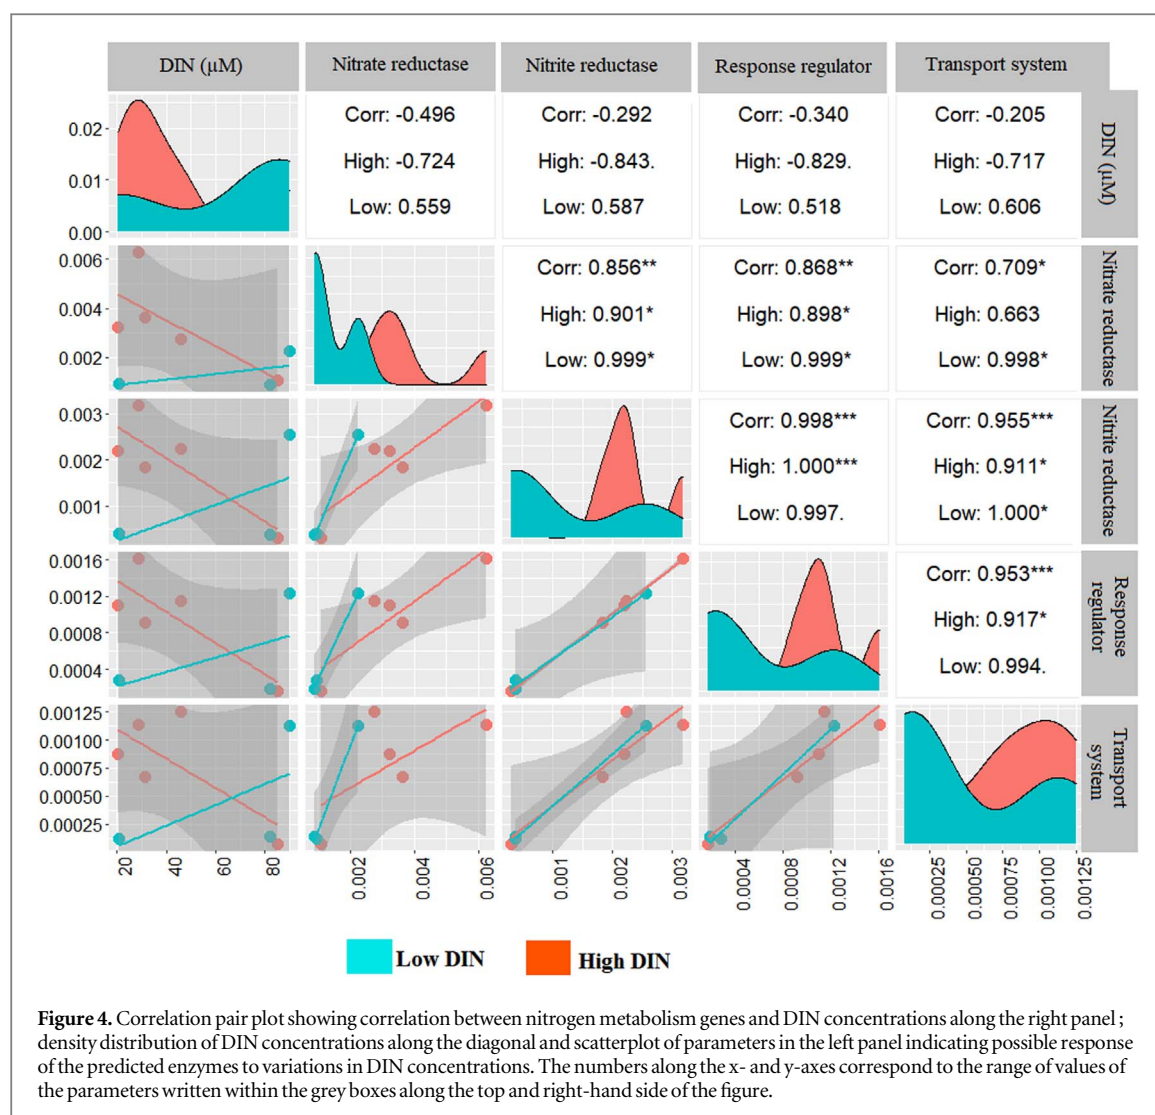 DIN (µM)
Nitrate reductase
Nitrite reductase
Response regulator
Transport system
0.02
0.01
0.00
Corr: -0.496
High: -0.724
Low: 0.559
Corr: -0.292
High: -0.843.
Low: 0.587
Corr: -0.340
High: -0.829.
Low: 0.518
Corr: -0.205
High: -0.717
Low: 0.606
DIN (µM)
0.006
0.004
0.002
Corr: 0.856**
High: 0.901*
Low: 0.999*
Corr: 0.868**
High: 0.898*
Low: 0.999*
Corr: 0.709*
High: 0.663
Low: 0.998*
Nitrate reductase
0.003
0.002
0.001
Corr: 0.998***
High: 1.000***
Low: 0.997.
Corr: 0.955***
High: 0.911*
Low: 1.000*
Nitrite reductase
0.0016
0.0012
0.0008
0.0004
Corr: 0.953***
High: 0.917*
Low: 0.994.
Response
regulator
0.00125
0.00100
0.00075
0.00050
0.00025
Transport
system
20
40
60
80
0.002
0.004
0.006
0.001
0.002
0.003
0.0004
0.0008
0.0012
0.0016
0.00025
0.00050
0.00075
0.00100
0.00125
Low DIN
High DIN
Figure 4. Correlation pair plot showing correlation between nitrogen metabolism genes and DIN concentrations along the right panel ;
density distribution of DIN concentrations along the diagonal and scatterplot of parameters in the left panel indicating possible response
of the predicted enzymes to variations in DIN concentrations. The numbers along the x- and y-axes correspond to the range of values of
the parameters written within the grey boxes along the top and right-hand side of the figure.